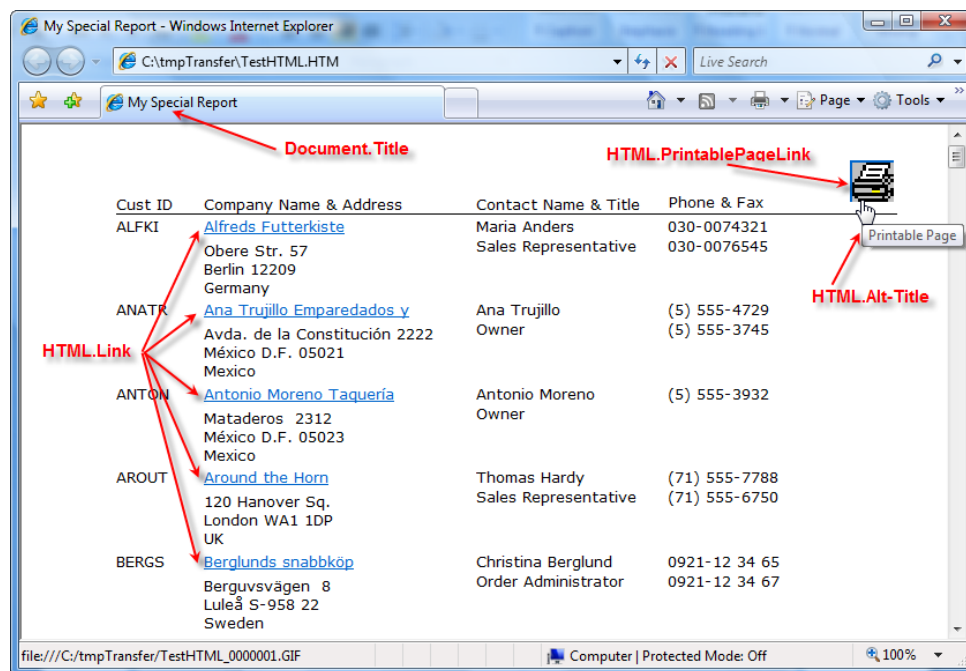 My Special Report - Windows Internet Explorer
C:\tmpTransfer\TestHTML.HTM
Live Search
My Special Report
Page
Tools
Document.Title
HTML.PrintablePageLink
Cust ID Company Name & Address Contact Name & Title Phone & Fax
ALFKI Alfreds Futterkiste Maria Anders 030-0074321
Printable Page
Obere Str. 57 Sales Representative 030-0076545
Berlin 12209
Germany
HTML.Alt-Title
ANATR Ana Trujillo Emparedados y Ana Trujillo (5) 555-4729
Avda. de la Constitución 2222 Owner (5) 555-3745
HTML.Link
México D.F. 05021
Mexico
ANTON Antonio Moreno Taquería Antonio Moreno (5) 555-3932
Mataderos 2312 Owner
México D.F. 05023
Mexico
AROUT Around the Horn Thomas Hardy (71) 555-7788
120 Hanover Sq. Sales Representative (71) 555-6750
London WA1 1DP
UK
BERGS Berglunds snabbköp Christina Berglund 0921-12 34 65
Berguvsvägen 8 Order Administrator 0921-12 34 67
Luleå S-958 22
Sweden
file:///C:/tmpTransfer/TestHTML_0000001.GIF Computer | Protected Mode: Off 100%